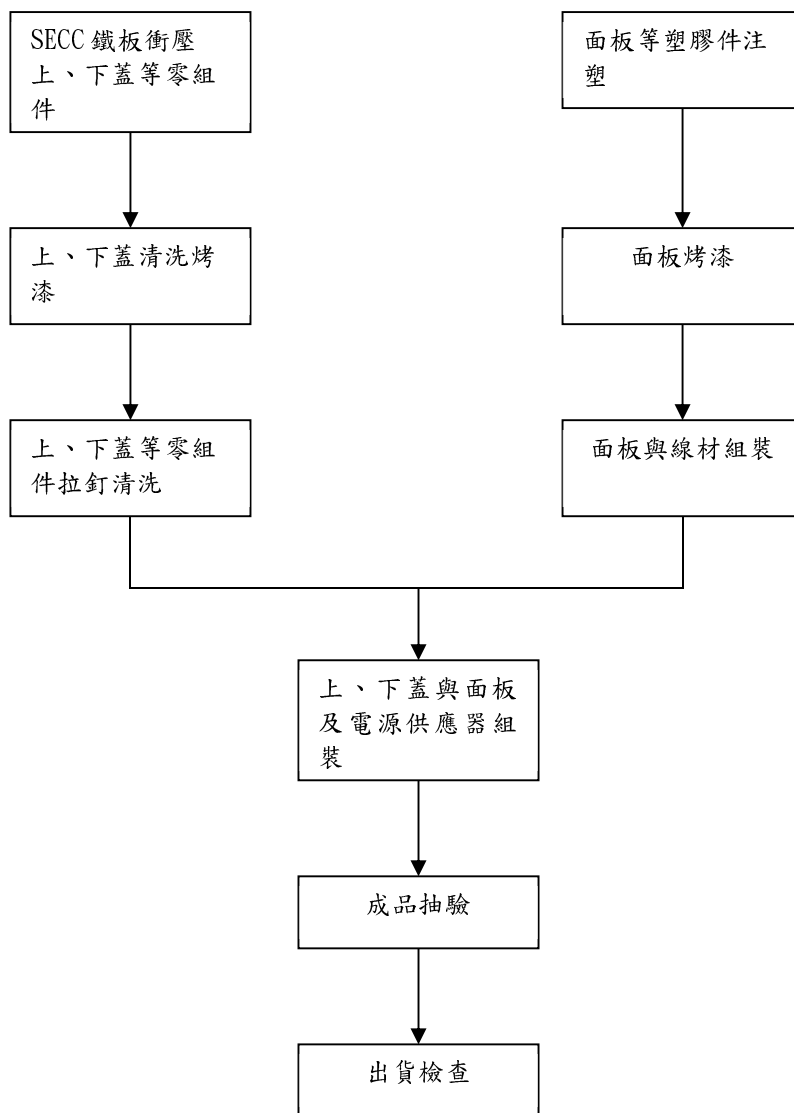 SECC 鐵板衝壓
上、下蓋等零組
件
面板等塑膠件注
塑
上、下蓋清洗烤
漆
面板烤漆
上、下蓋等零組
件拉釘清洗
面板與線材組裝
上、下蓋與面板
及電源供應器組
裝
成品抽驗
出貨檢查